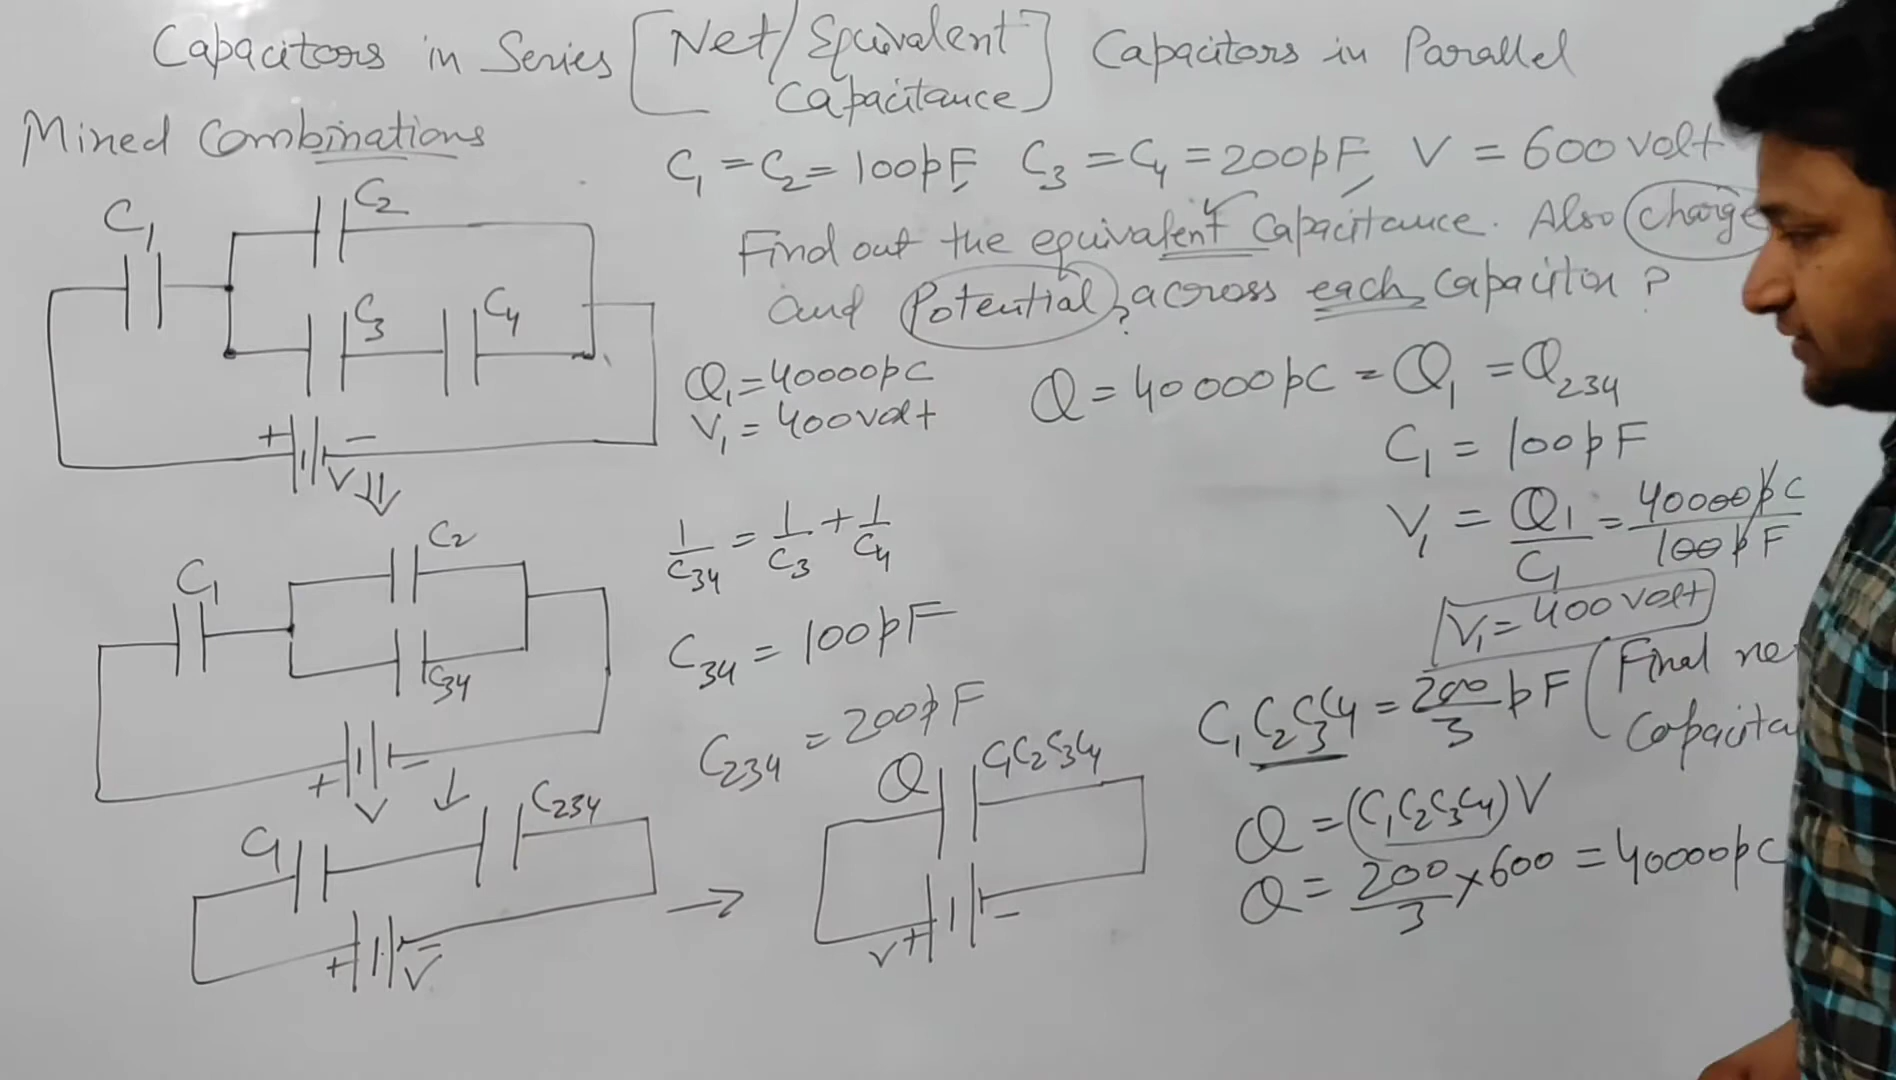 Capacitors in Series [Net/Equivalent Capacitance] Capacitors in Parallel
Mixed Combinations
C₁ = C₂ = 100pF, C₃ = C₄ = 200pF, V = 600 volt
Find out the equivalent Capacitance. Also charge
and Potential, across each capacitor ?
C₁
C₂
C₃
C₄
+ −
V
Q₁ = 40000pC
V₁ = 400 volt
Q = 40000pC = Q₁ = Q₂₃₄
C₁ = 100pF
V₁ = Q₁/C₁ = 40000pC/100pF
V₁ = 400 volt
C₁
C₂
C₃₄
+ −
V
1/C₃₄ = 1/C₃ + 1/C₄
C₃₄ = 100pF
C₂₃₄ = 200pF
C₁C₂C₃C₄ = 200/3 pF (Final ne
Capacita
C₁
C₂₃₄
+ −
V
Q
C₁C₂C₃C₄
V + −
Q = (C₁C₂C₃C₄)V
Q = 200/3 × 600 = 40000pC